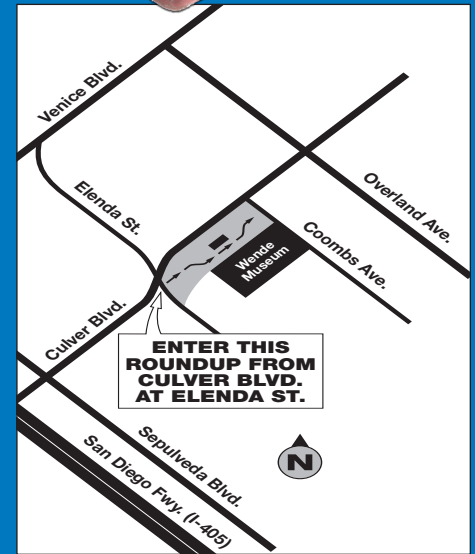 Venice Blvd.
Elenda St.
Overland Ave.
Coombs Ave.
Wende
Museum
Culver Blvd.
ENTER THIS
ROUNDUP FROM
CULVER BLVD.
AT ELENDA ST.
Sepulveda Blvd.
San Diego Fwy. (I-405)
N